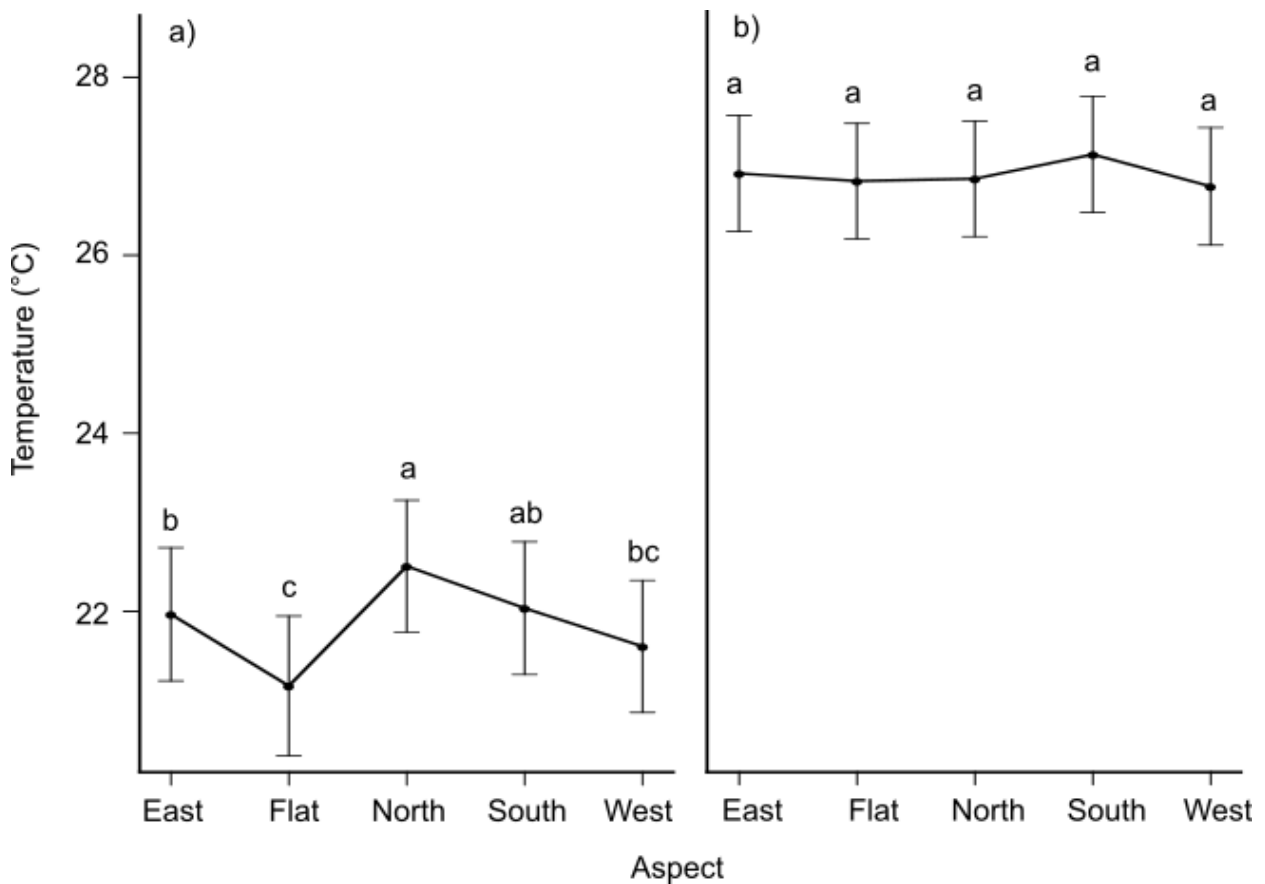 a)
b)
Temperature (°C)
28
26
24
22
b
c
a
ab
bc
a
a
a
a
a
East Flat North South West
East Flat North South West
Aspect